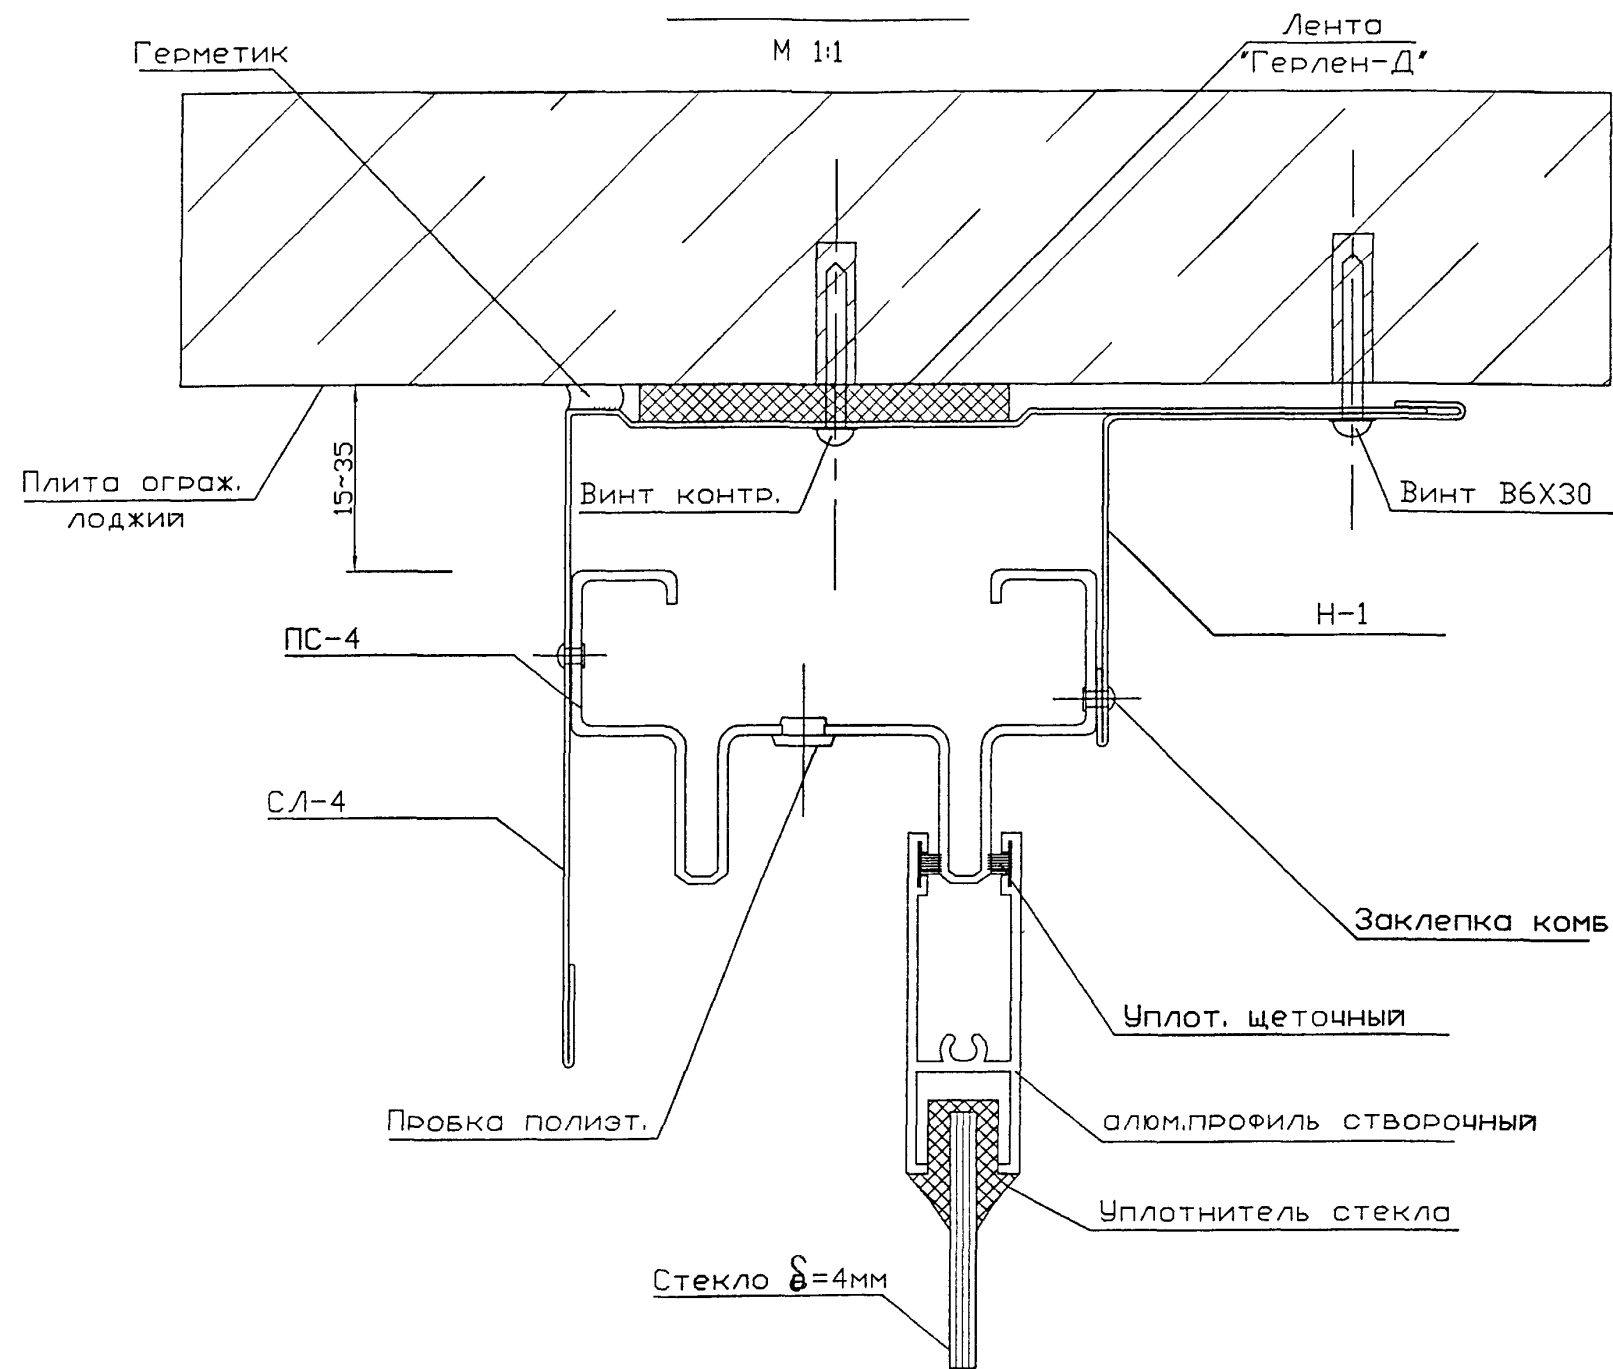 М 1:1
Лента
"Герлен-Д"
Герметик
15~35
Плита ограж.
лоджий
Винт контр.
Винт В6Х30
Н-1
ПС-4
СЛ-4
Заклепка комб
Уплот. щеточный
Пробка полиэт.
алюм.профиль створочный
Уплотнитель стекла
Стекло δ=4мм